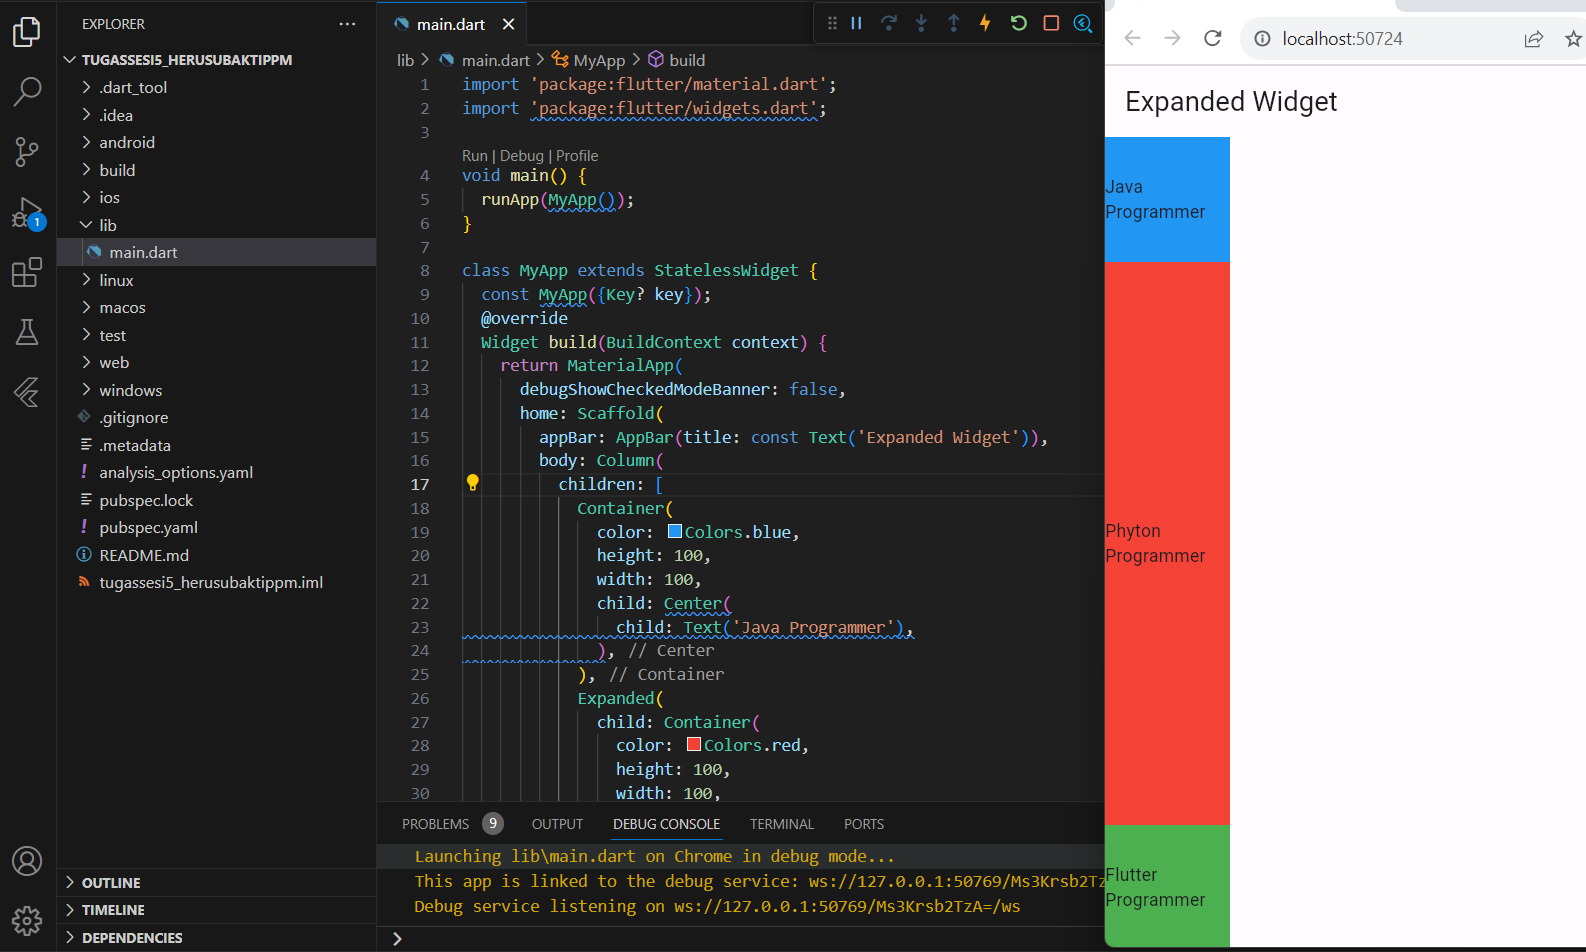 EXPLORER
···
TUGASSESI5_HERUSUBAKTIPPM
.dart_tool
.idea
android
build
ios
lib
main.dart
linux
macos
test
web
windows
.gitignore
.metadata
! analysis_options.yaml
pubspec.lock
! pubspec.yaml
README.md
tugassesi5_herusubaktippm.iml
OUTLINE
TIMELINE
DEPENDENCIES
1
main.dart
lib > main.dart > MyApp > build
1 import 'package:flutter/material.dart';
2 import 'package:flutter/widgets.dart';
3
Run | Debug | Profile
4 void main() {
5 runApp(MyApp());
6 }
7
8 class MyApp extends StatelessWidget {
9 const MyApp({Key? key});
10 @override
11 Widget build(BuildContext context) {
12 return MaterialApp(
13 debugShowCheckedModeBanner: false,
14 home: Scaffold(
15 appBar: AppBar(title: const Text('Expanded Widget')),
16 body: Column(
17 children: [
18 Container(
19 color: Colors.blue,
20 height: 100,
21 width: 100,
22 child: Center(
23 child: Text('Java Programmer'),
24 ), // Center
25 ), // Container
26 Expanded(
27 child: Container(
28 color: Colors.red,
29 height: 100,
30 width: 100,
PROBLEMS 9 OUTPUT DEBUG CONSOLE TERMINAL PORTS
Launching lib\main.dart on Chrome in debug mode...
This app is linked to the debug service: ws://127.0.0.1:50769/Ms3Krsb2Tz
Debug service listening on ws://127.0.0.1:50769/Ms3Krsb2TzA=/ws
>
localhost:50724
Expanded Widget
Java
Programmer
Phyton
Programmer
Flutter
Programmer